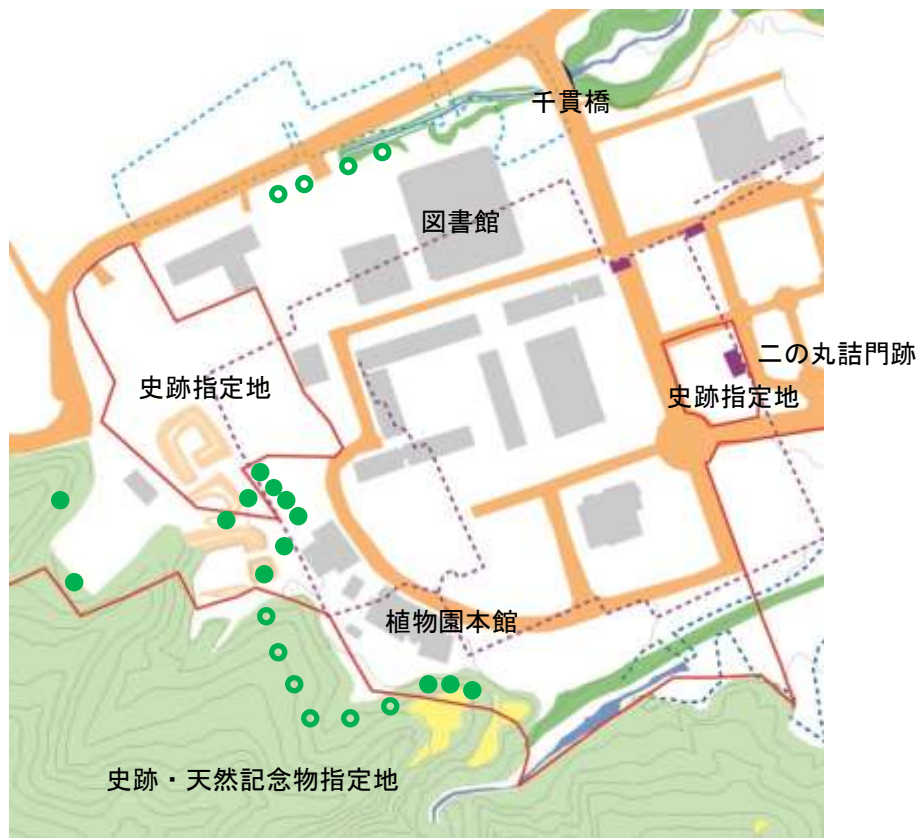 千貫橋
図書館
二の丸詰門跡
史跡指定地
史跡指定地
植物園本館
史跡・天然記念物指定地